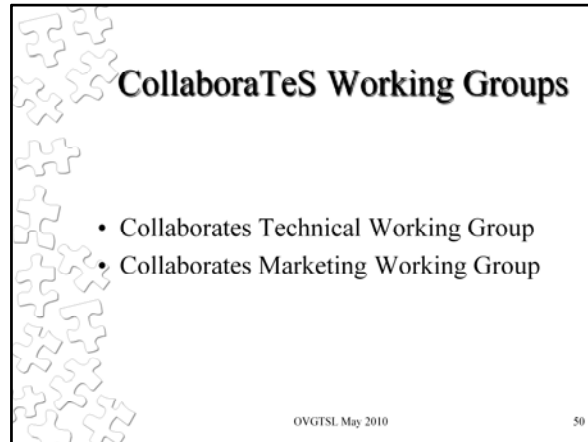 CollaboraTeS Working Groups
• Collaborates Technical Working Group
• Collaborates Marketing Working Group
OVGTSL May 2010
50